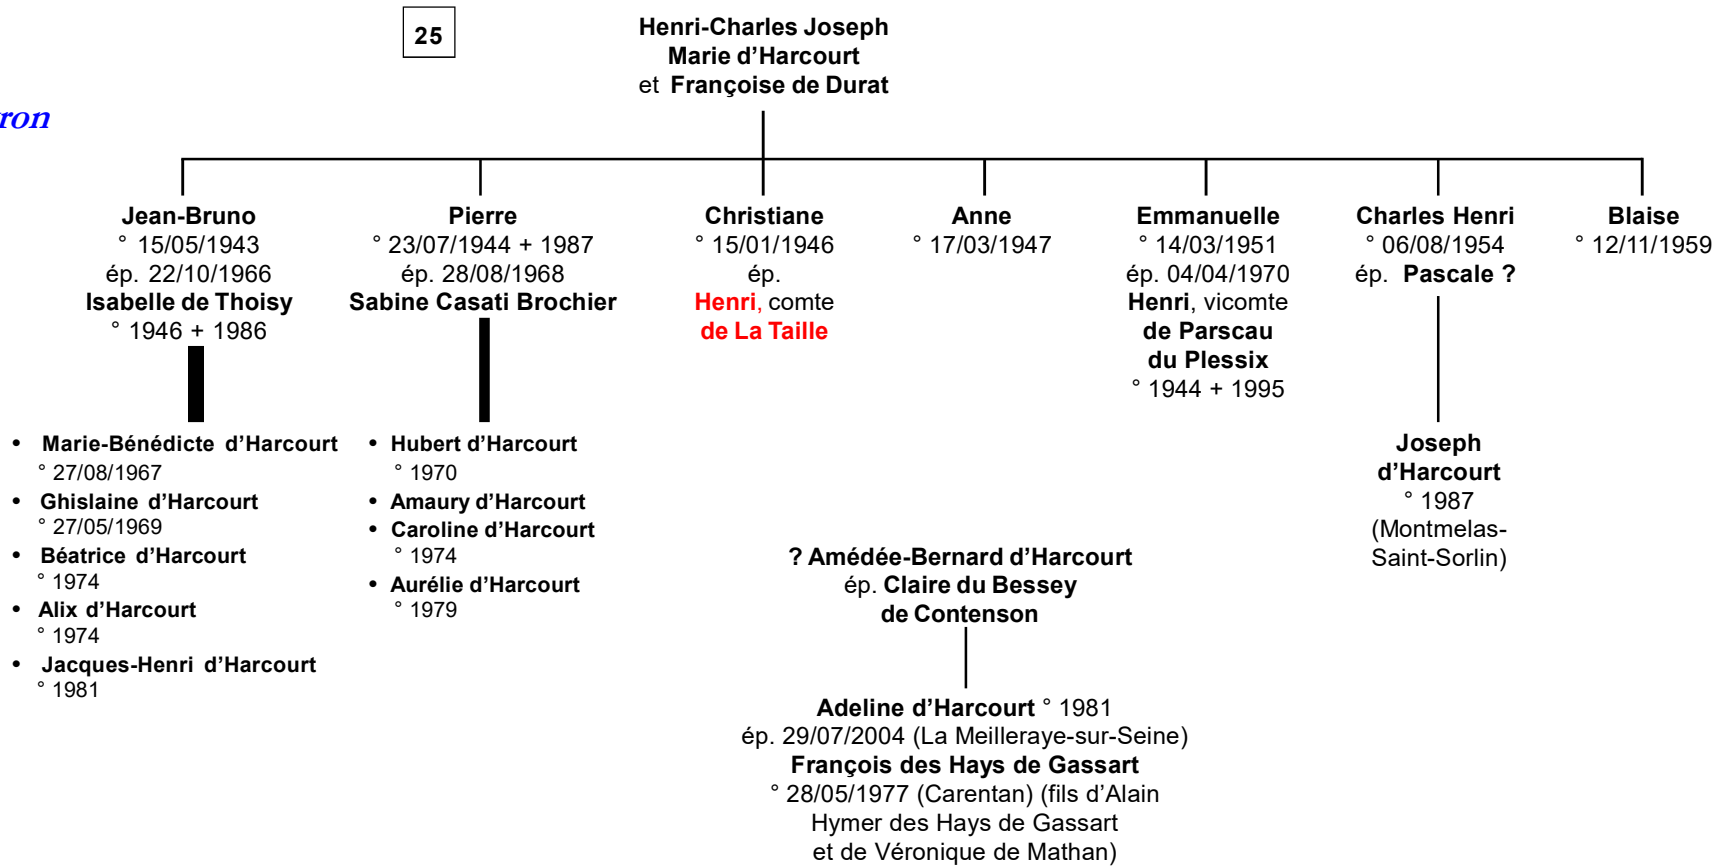 25
Henri-Charles Joseph
Marie d’Harcourt
et Françoise de Durat
ron
Jean-Bruno
° 15/05/1943
ép. 22/10/1966
Isabelle de Thoisy
° 1946 + 1986
Pierre
° 23/07/1944 + 1987
ép. 28/08/1968
Sabine Casati Brochier
Christiane
° 15/01/1946
ép.
Henri, comte
de La Taille
Anne
° 17/03/1947
Emmanuelle
° 14/03/1951
ép. 04/04/1970
Henri, vicomte
de Parscau
du Plessix
° 1944 + 1995
Charles Henri
° 06/08/1954
ép. Pascale ?
Blaise
° 12/11/1959
• Marie-Bénédicte d’Harcourt
° 27/08/1967
• Ghislaine d’Harcourt
° 27/05/1969
• Béatrice d’Harcourt
° 1974
• Alix d’Harcourt
° 1974
• Jacques-Henri d’Harcourt
° 1981
• Hubert d’Harcourt
° 1970
• Amaury d’Harcourt
• Caroline d’Harcourt
° 1974
• Aurélie d’Harcourt
° 1979
Joseph
d’Harcourt
° 1987
(Montmelas-
Saint-Sorlin)
? Amédée-Bernard d’Harcourt
ép. Claire du Bessey
de Contenson
Adeline d’Harcourt ° 1981
ép. 29/07/2004 (La Meilleraye-sur-Seine)
François des Hays de Gassart
° 28/05/1977 (Carentan) (fils d’Alain
Hymer des Hays de Gassart
et de Véronique de Mathan)